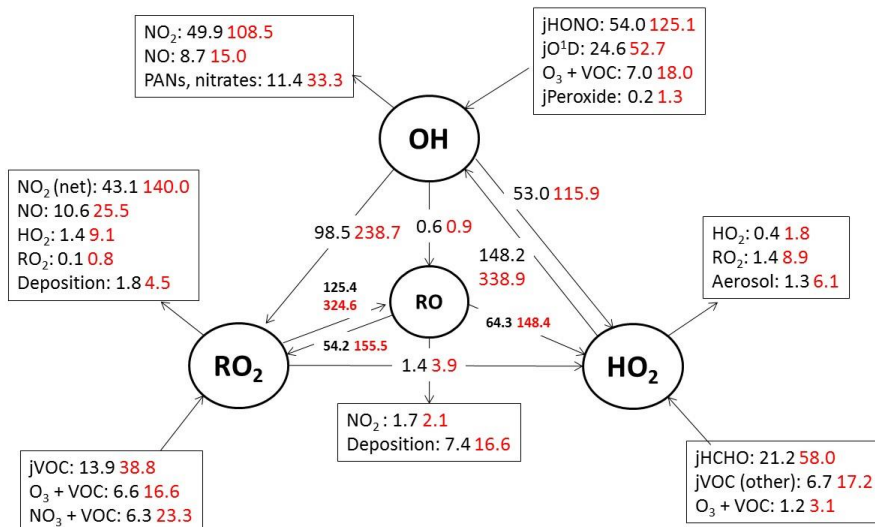 NO₂: 49.9 108.5
NO: 8.7 15.0
PANs, nitrates: 11.4 33.3
jHONO: 54.0 125.1
jO¹D: 24.6 52.7
O₃ + VOC: 7.0 18.0
jPeroxide: 0.2 1.3
OH
NO₂ (net): 43.1 140.0
NO: 10.6 25.5
HO₂: 1.4 9.1
RO₂: 0.1 0.8
Deposition: 1.8 4.5
98.5 238.7
0.6 0.9
53.0 115.9
148.2
338.9
HO₂: 0.4 1.8
RO₂: 1.4 8.9
Aerosol: 1.3 6.1
125.4
324.6
RO
64.3 148.4
54.2 155.5
RO₂
1.4 3.9
HO₂
NO₂ : 1.7 2.1
Deposition: 7.4 16.6
jVOC: 13.9 38.8
O₃ + VOC: 6.6 16.6
NO₃ + VOC: 6.3 23.3
jHCHO: 21.2 58.0
jVOC (other): 6.7 17.2
O₃ + VOC: 1.2 3.1